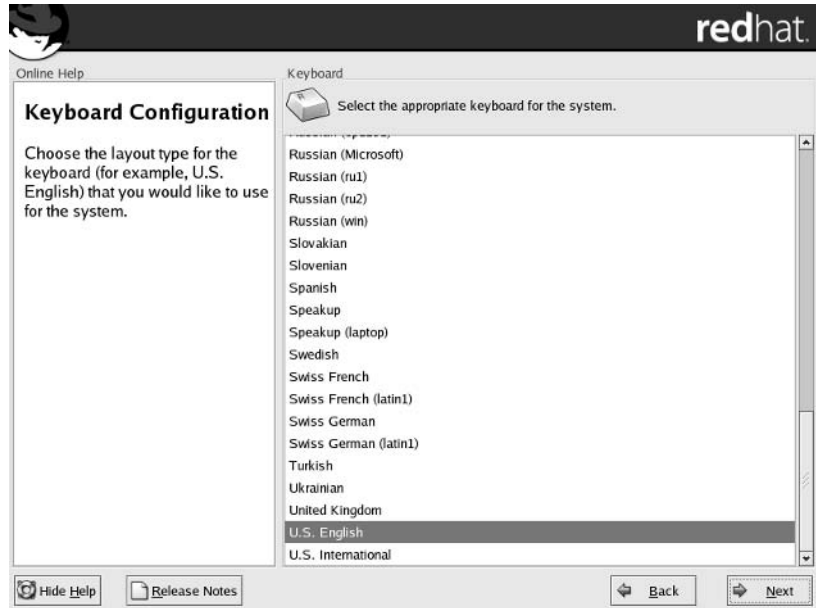 redhat.
Online Help
Keyboard Configuration
Choose the layout type for the
keyboard (for example, U.S.
English) that you would like to use
for the system.
Keyboard
Select the appropriate keyboard for the system.
Russian (Microsoft)
Russian (ru1)
Russian (ru2)
Russian (win)
Slovakian
Slovenian
Spanish
Speakup
Speakup (laptop)
Swedish
Swiss French
Swiss French (latin1)
Swiss German
Swiss German (latin1)
Turkish
Ukrainian
United Kingdom
U.S. English
U.S. International
Hide Help
Release Notes
Back
Next